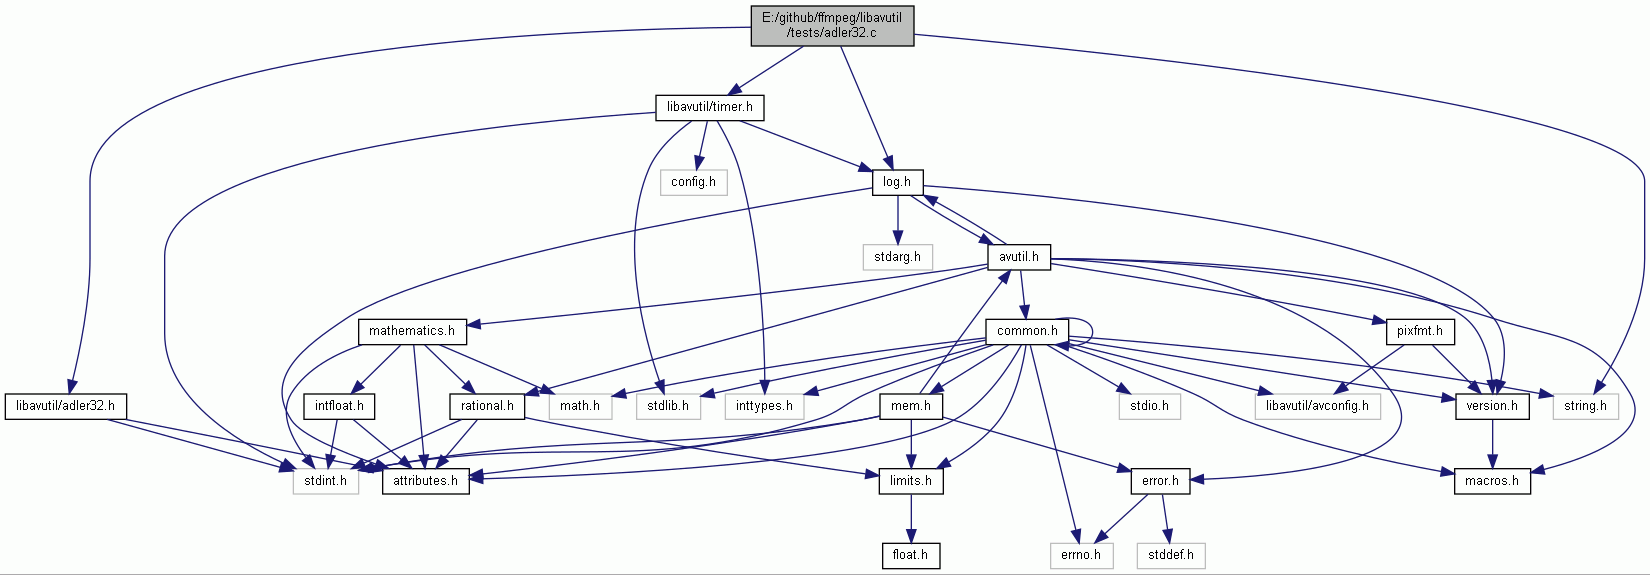 E:/github/ffmpeg/libavutil
/tests/adler32.c
libavutil/timer.h
config.h
log.h
stdarg.h
avutil.h
mathematics.h
common.h
pixfmt.h
libavutil/adler32.h
intfloat.h
rational.h
math.h
stdlib.h
inttypes.h
mem.h
stdio.h
libavutil/avconfig.h
version.h
string.h
stdint.h
attributes.h
limits.h
error.h
macros.h
float.h
errno.h
stddef.h